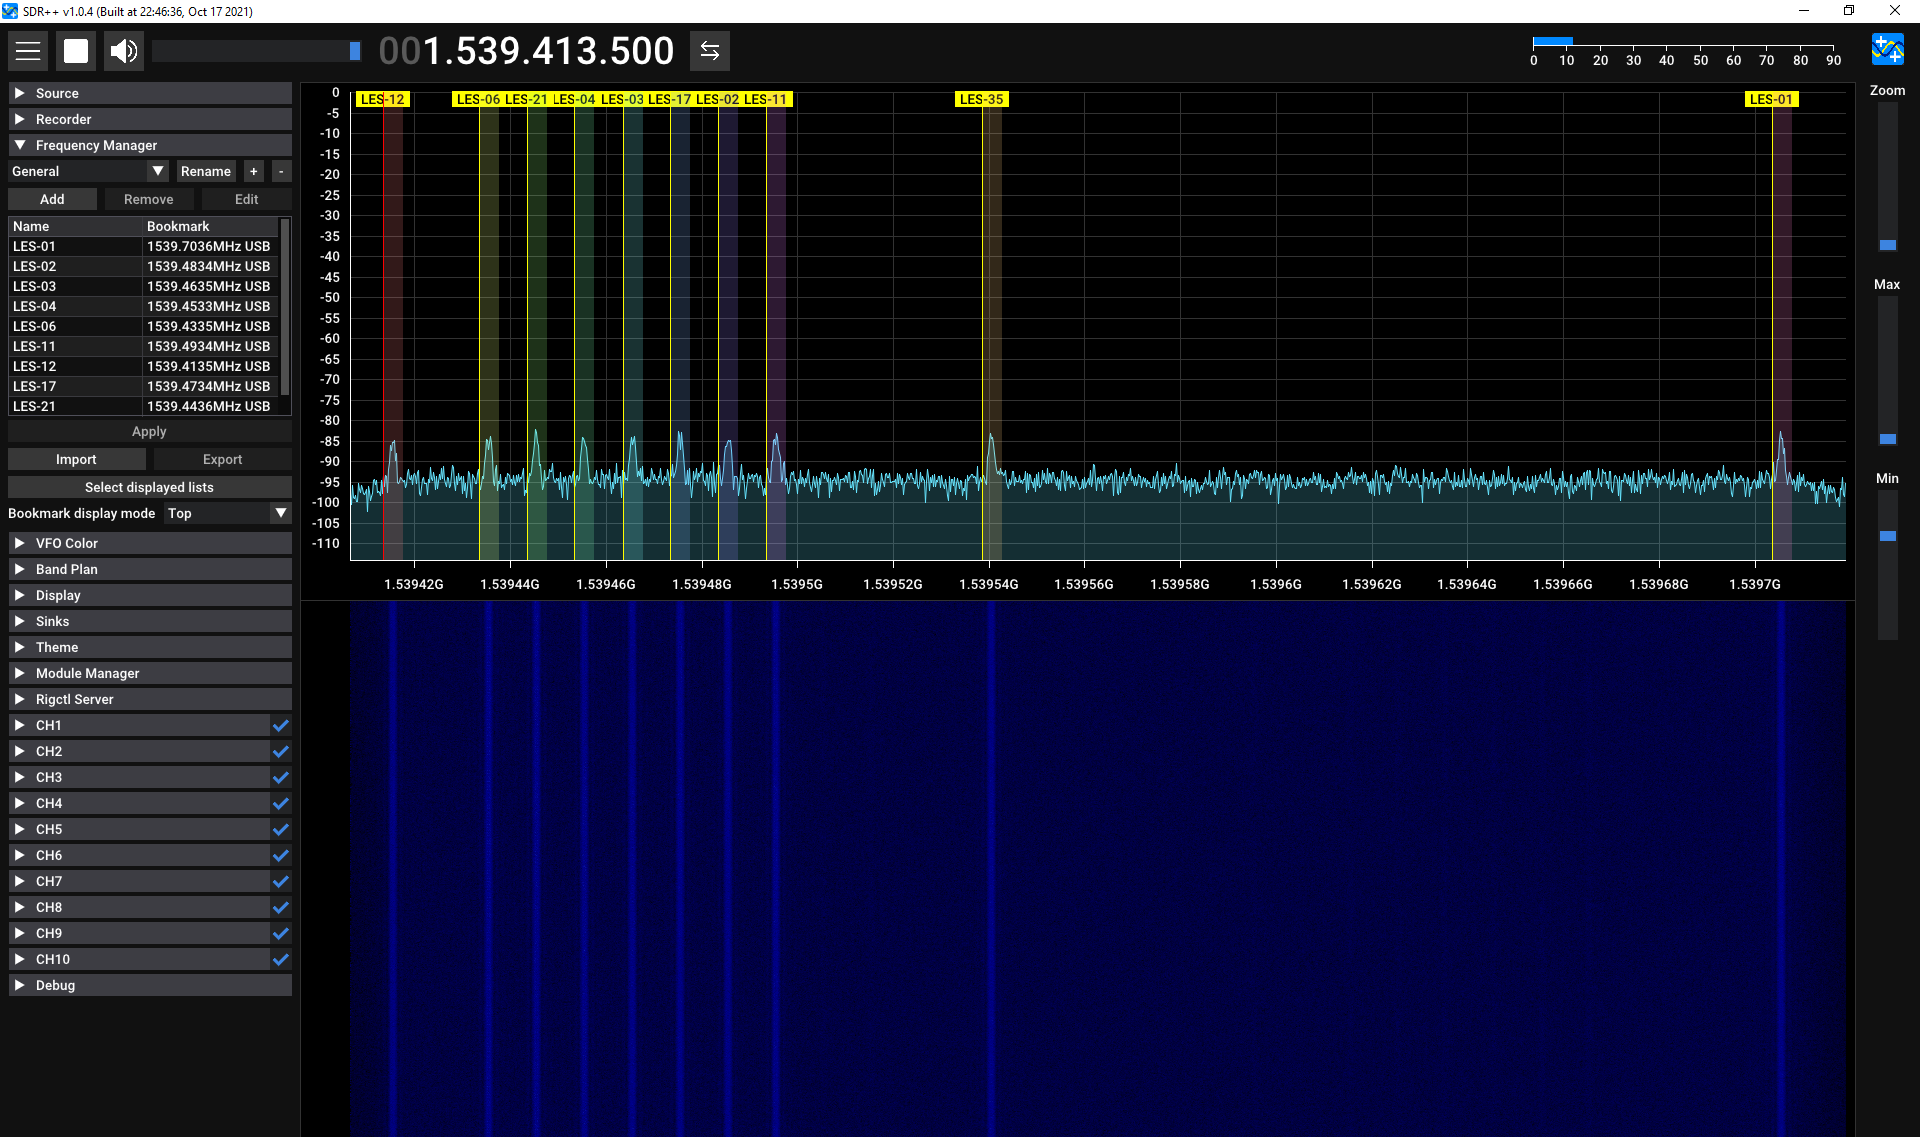 SDR++ v1.0.4 (Built at 22:46:36, Oct 17 2021)
001.539.413.500
0 10 20 30 40 50 60 70 80 90
Source
Recorder
Frequency Manager
General Rename + -
Add Remove Edit
Name Bookmark
LES-01 1539.7036MHz USB
LES-02 1539.4834MHz USB
LES-03 1539.4635MHz USB
LES-04 1539.4533MHz USB
LES-06 1539.4335MHz USB
LES-11 1539.4934MHz USB
LES-12 1539.4135MHz USB
LES-17 1539.4734MHz USB
LES-21 1539.4436MHz USB
Apply
Import Export
Select displayed lists
Bookmark display mode Top
VFO Color
Band Plan
Display
Sinks
Theme
Module Manager
Rigctl Server
CH1
CH2
CH3
CH4
CH5
CH6
CH7
CH8
CH9
CH10
Debug
LES-12 LES-06 LES-21 LES-04 LES-03 LES-17 LES-02 LES-11 LES-35 LES-01
0
-5
-10
-15
-20
-25
-30
-35
-40
-45
-50
-55
-60
-65
-70
-75
-80
-85
-90
-95
-100
-105
-110
1.53942G 1.53944G 1.53946G 1.53948G 1.5395G 1.53952G 1.53954G 1.53956G 1.53958G 1.5396G 1.53962G 1.53964G 1.53966G 1.53968G 1.5397G
Zoom
Max
Min